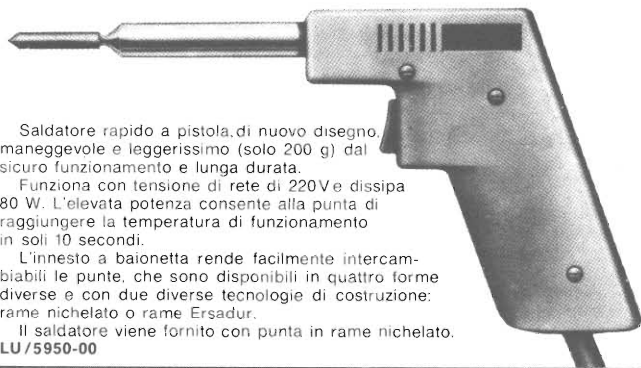 Saldatore rapido a pistola, di nuovo disegno,
maneggevole e leggerissimo (solo 200 g) dal
sicuro funzionamento e lunga durata.
Funziona con tensione di rete di 220V e dissipa
80 W. L'elevata potenza consente alla punta di
raggiungere la temperatura di funzionamento
in soli 10 secondi.
L'innesto a baionetta rende facilmente intercam-
biabili le punte, che sono disponibili in quattro forme
diverse e con due diverse tecnologie di costruzione:
rame nichelato o rame Ersadur.
Il saldatore viene fornito con punta in rame nichelato.
LU/5950-00